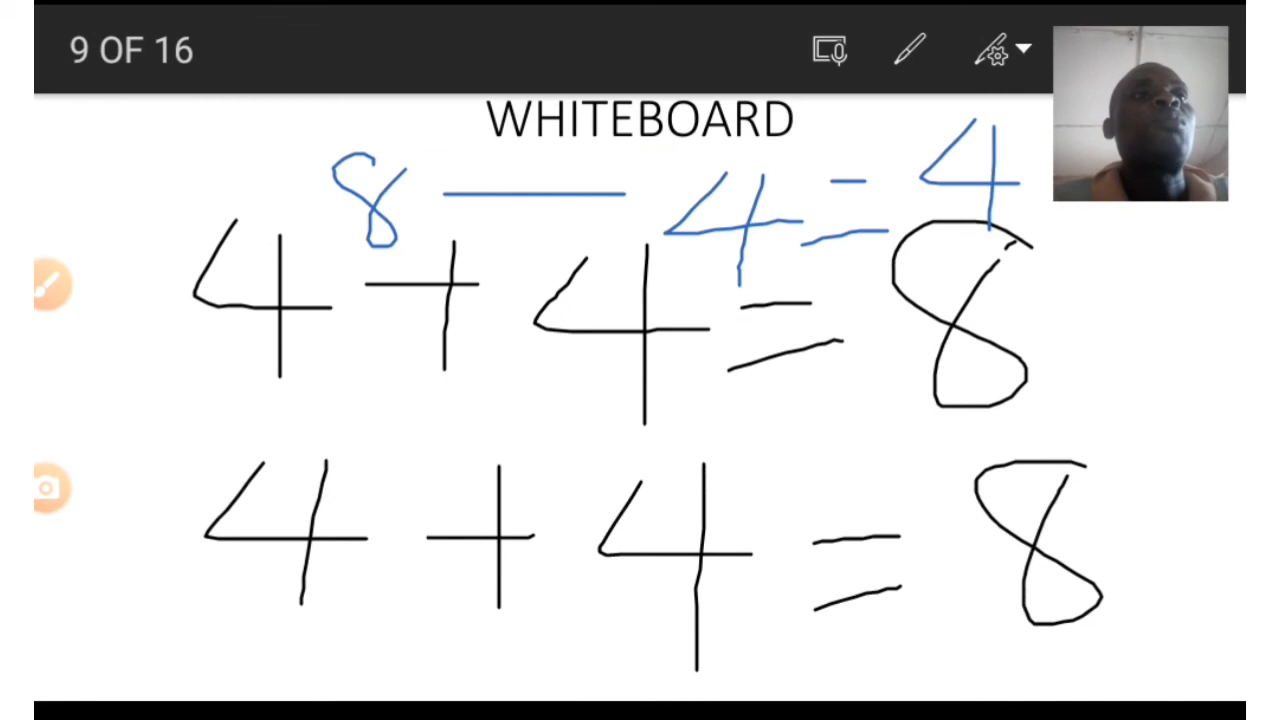 9 OF 16
WHITEBOARD
8 — 4 = 4
4 + 4 = 8
4 + 4 = 8